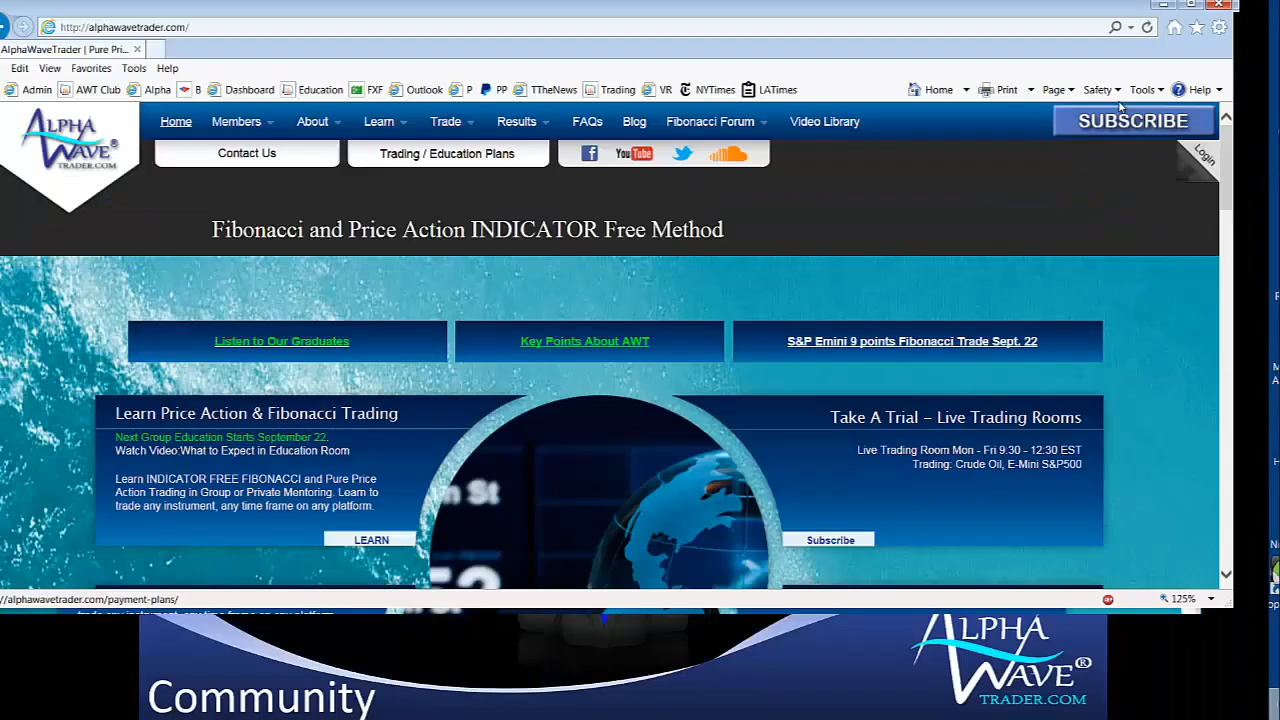 http://alphawavetrader.com/
AlphaWaveTrader | Pure Pri...
Edit View Favorites Tools Help
Admin AWT Club Alpha B Dashboard Education FXF Outlook P PP TTheNews Trading VR NYTimes LATimes Home Print Page Safety Tools Help
ALPHA WAVE® TRADER.COM
Home Members About Learn Trade Results FAQs Blog Fibonacci Forum Video Library SUBSCRIBE
Contact Us Trading / Education Plans You Tube
Login
Fibonacci and Price Action INDICATOR Free Method
Listen to Our Graduates Key Points About AWT S&P Emini 9 points Fibonacci Trade Sept. 22
Learn Price Action & Fibonacci Trading
Next Group Education Starts September 22.
Watch Video:What to Expect in Education Room
Learn INDICATOR FREE FIBONACCI and Pure Price
Action Trading in Group or Private Mentoring. Learn to
trade any instrument, any time frame on any platform.
LEARN
Take A Trial – Live Trading Rooms
Live Trading Room Mon - Fri 9:30 - 12:30 EST
Trading: Crude Oil, E-Mini S&P500
Subscribe
//alphawavetrader.com/payment-plans/ 125%
Community
ALPHA WAVE® TRADER.COM